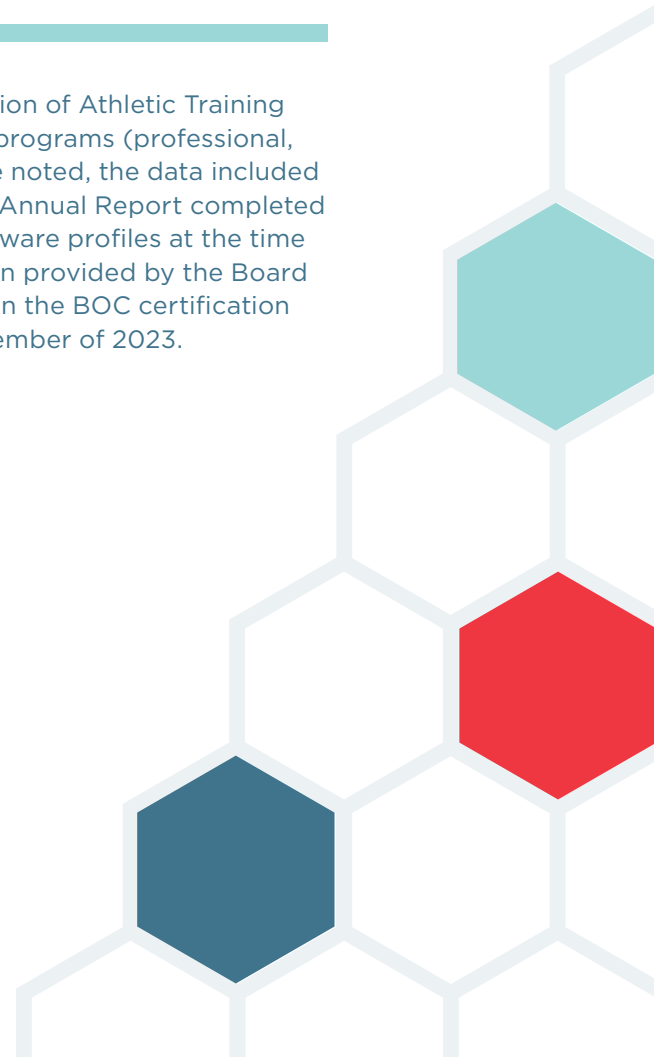 ion of Athletic Training
programs (professional,
e noted, the data included
Annual Report completed
ware profiles at the time
n provided by the Board
n the BOC certification
ember of 2023.